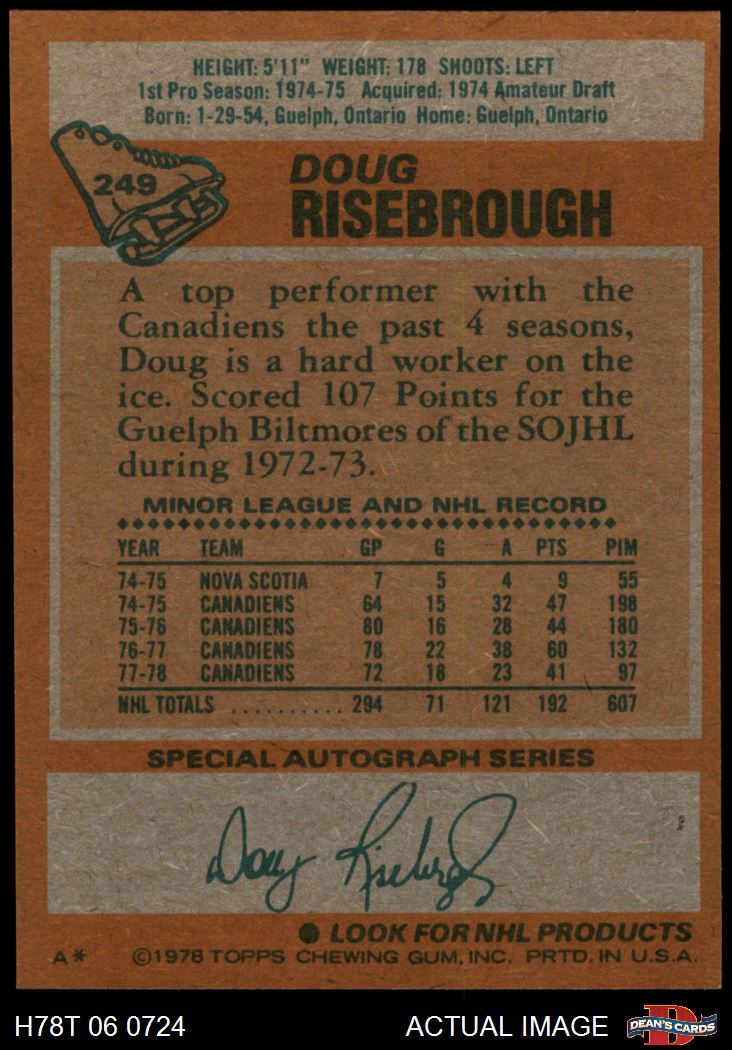 HEIGHT: 5'11" WEIGHT: 178 SHOOTS: LEFT
1st Pro Season: 1974-75 Acquired: 1974 Amateur Draft
Born: 1-29-54, Guelph, Ontario Home: Guelph, Ontario
249
DOUG
RISEBROUGH
A top performer with the
Canadiens the past 4 seasons,
Doug is a hard worker on the
ice. Scored 107 Points for the
Guelph Biltmores of the SOJHL
during 1972-73.
MINOR LEAGUE AND NHL RECORD
YEAR TEAM GP G A PTS PIM
74-75 NOVA SCOTIA 7 5 4 9 55
74-75 CANADIENS 64 15 32 47 198
75-76 CANADIENS 80 16 28 44 180
76-77 CANADIENS 78 22 38 60 132
77-78 CANADIENS 72 18 23 41 97
NHL TOTALS .......... 294 71 121 192 607
SPECIAL AUTOGRAPH SERIES
Doug Risebrough
● LOOK FOR NHL PRODUCTS
A* ©1978 TOPPS CHEWING GUM, INC. PRTD. IN U.S.A.
H78T 06 0724 ACTUAL IMAGE DEAN'S CARDS